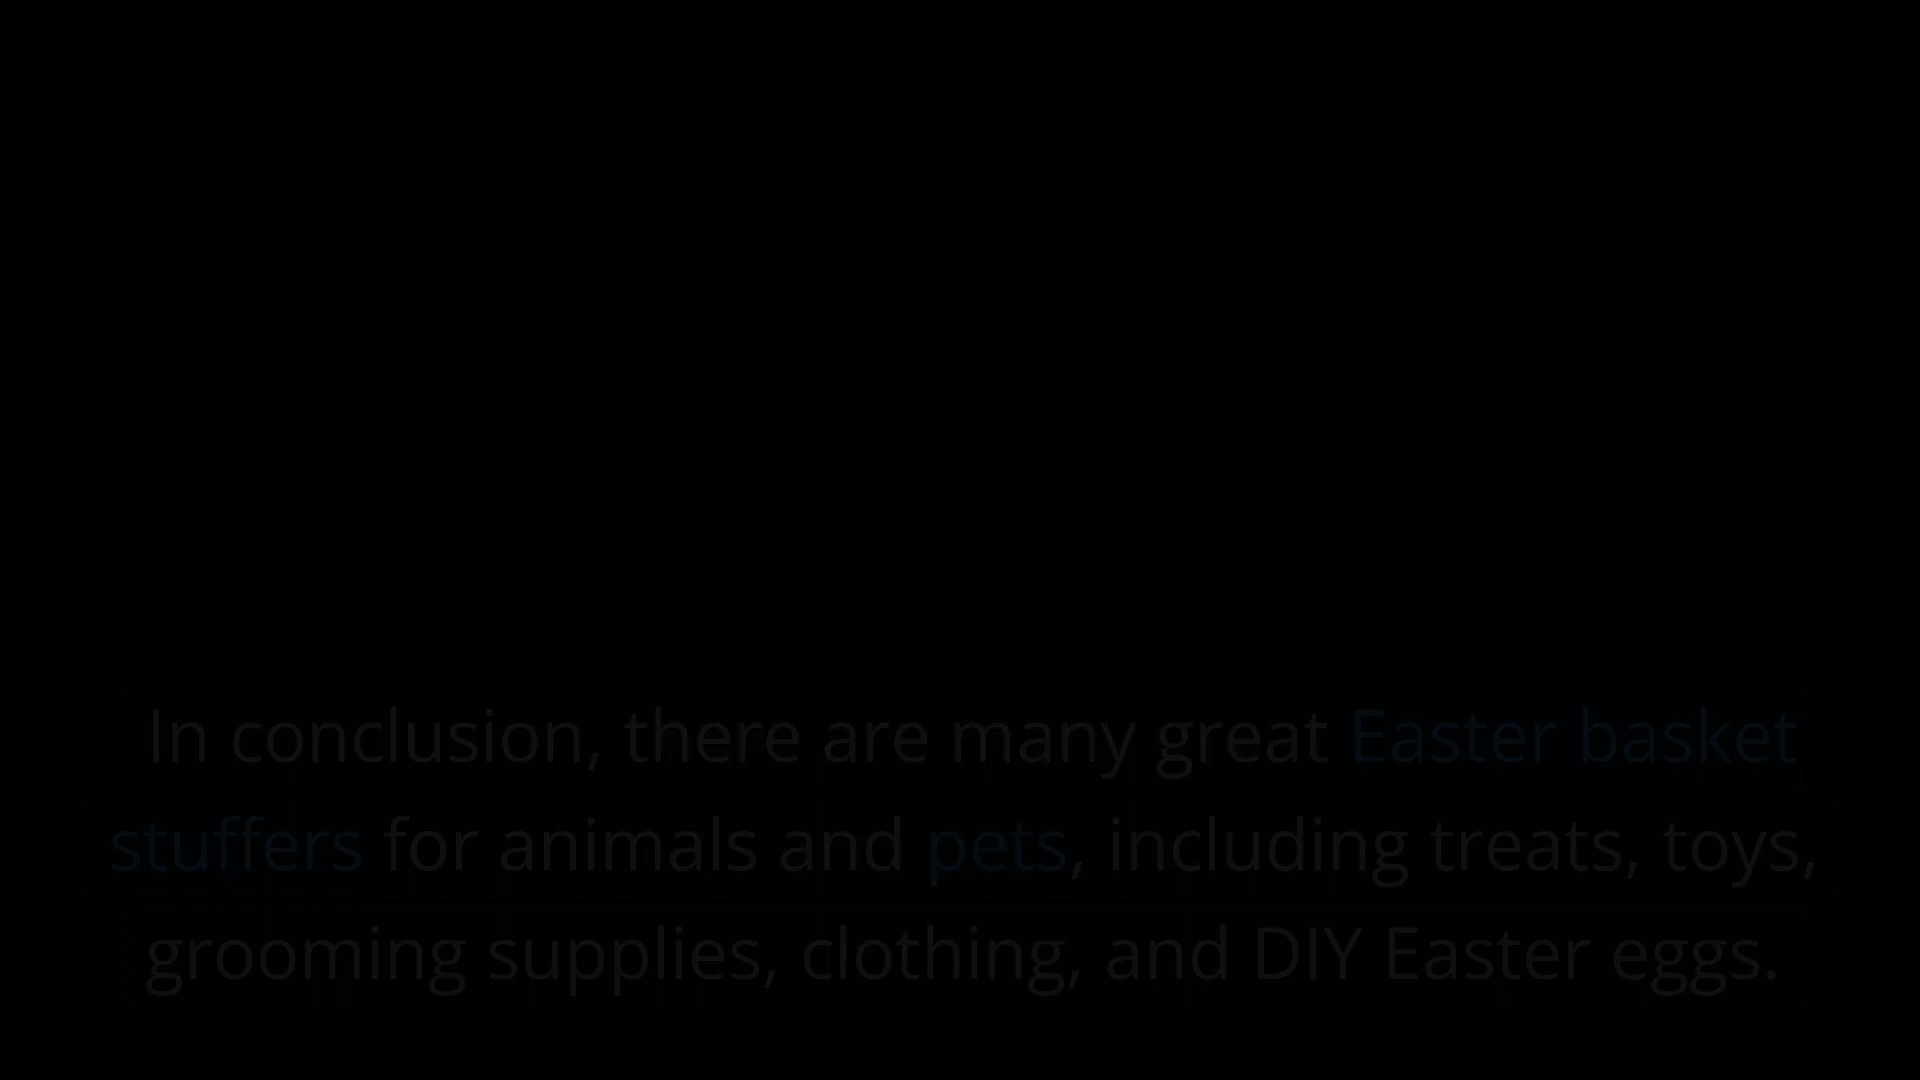 In conclusion, there are many great Easter basket
stuffers for animals and pets, including treats, toys,
grooming supplies, clothing, and DIY Easter eggs.